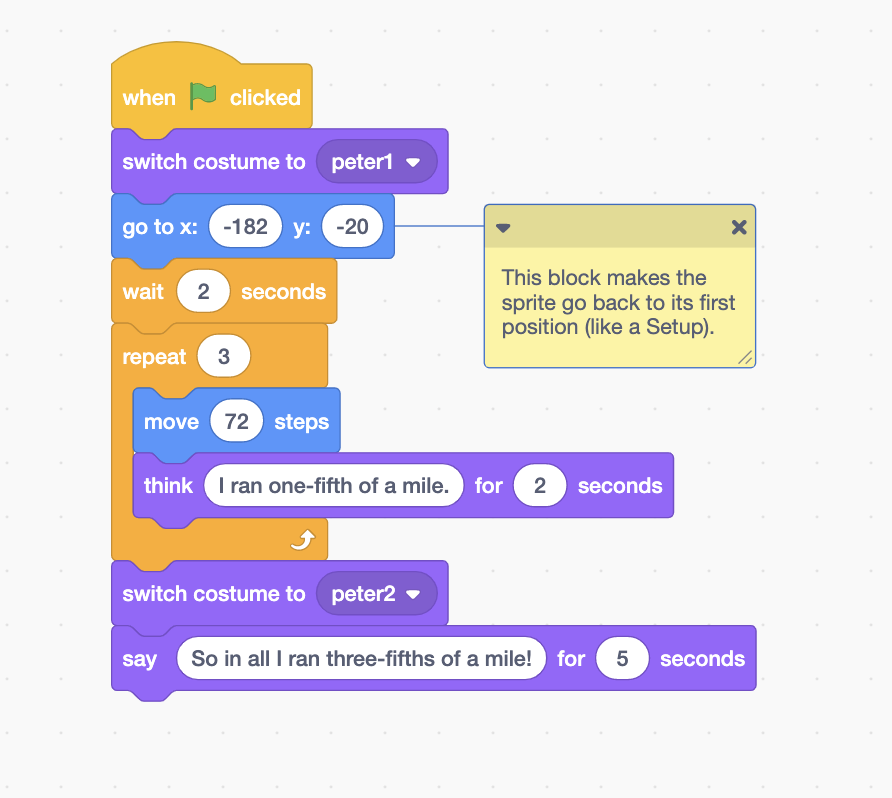 when clicked
switch costume to peter1
go to x: -182 y: -20
This block makes the
sprite go back to its first
position (like a Setup).
wait 2 seconds
repeat 3
move 72 steps
think I ran one-fifth of a mile. for 2 seconds
switch costume to peter2
say So in all I ran three-fifths of a mile! for 5 seconds